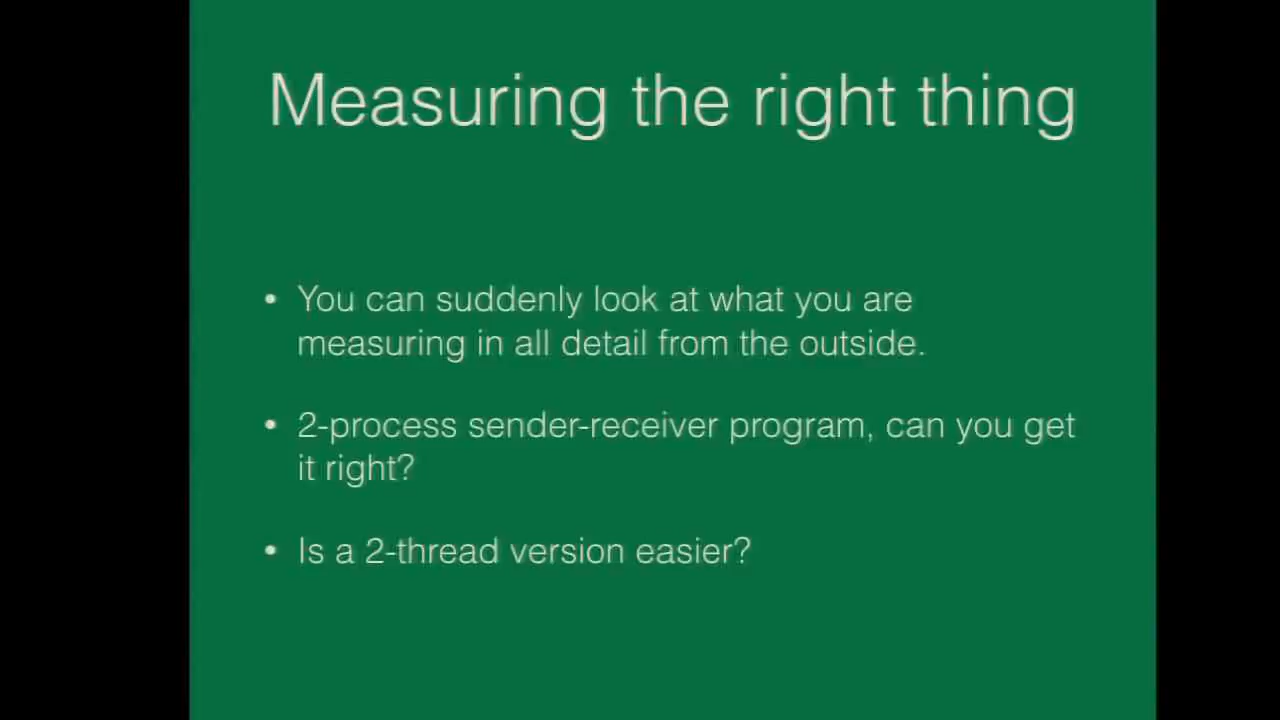 Measuring the right thing
• You can suddenly look at what you are
measuring in all detail from the outside.
• 2-process sender-receiver program, can you get
it right?
• Is a 2-thread version easier?